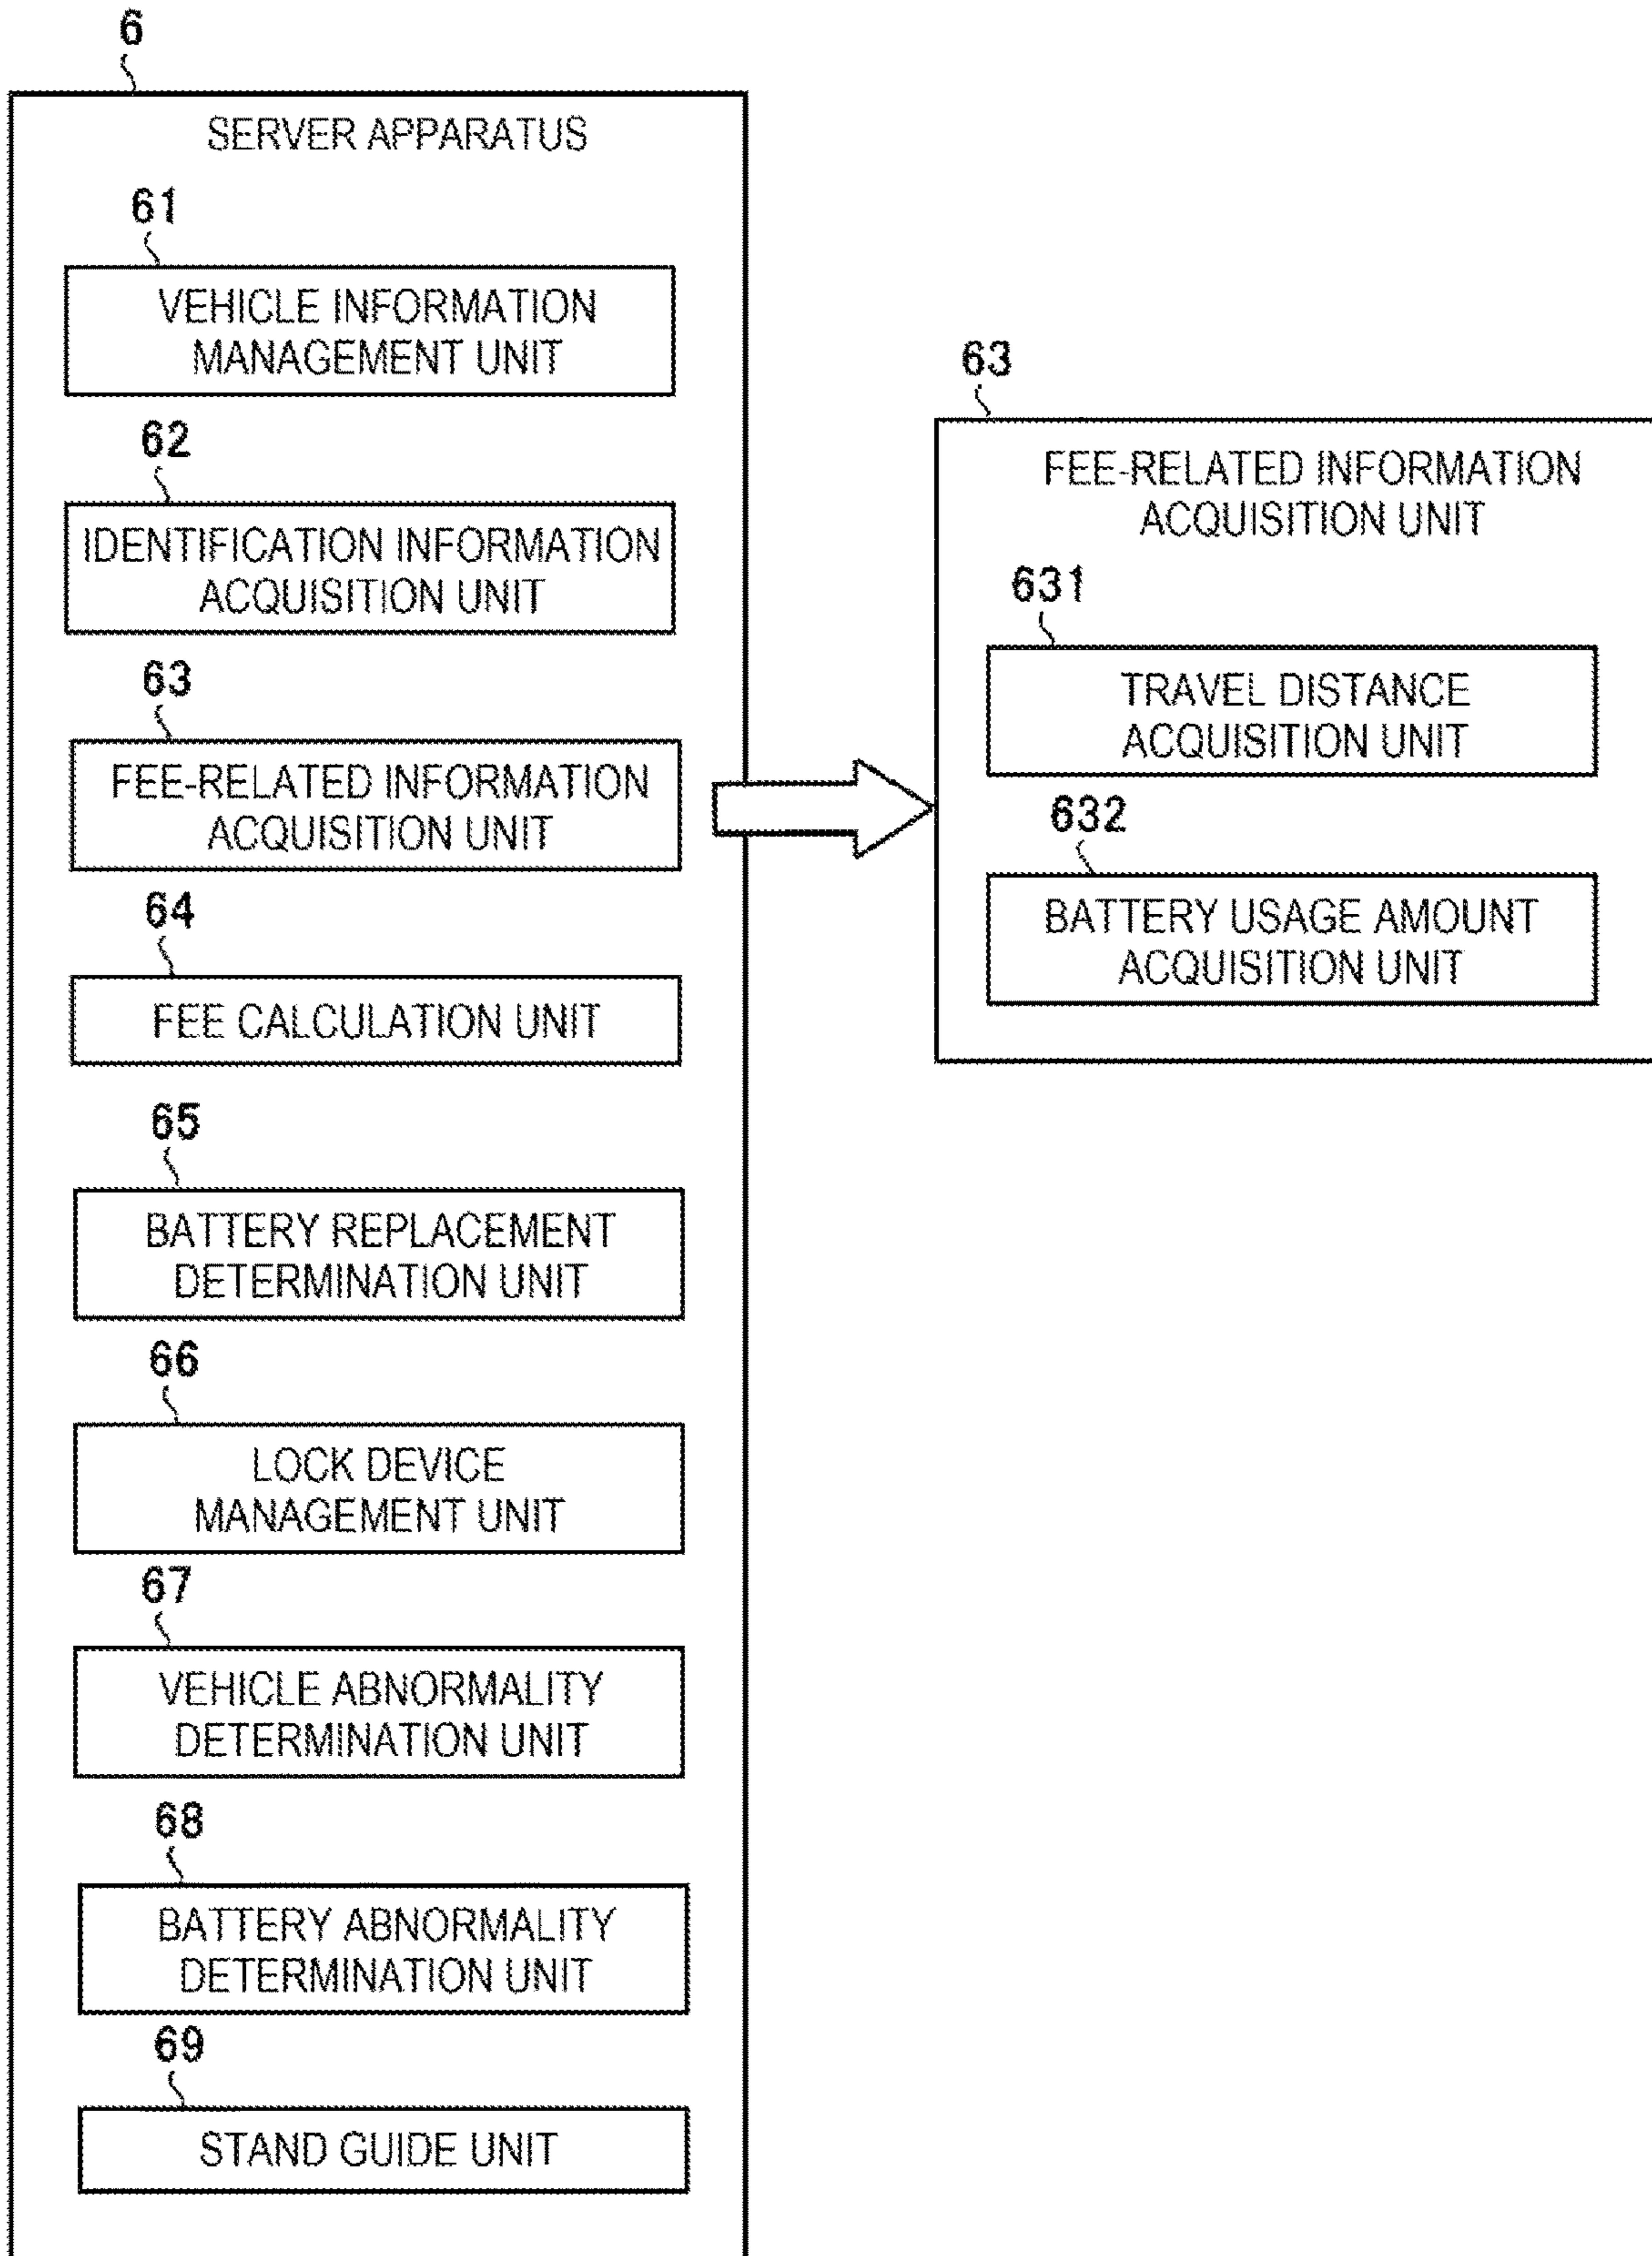 6
SERVER APPARATUS
61
VEHICLE INFORMATION
MANAGEMENT UNIT
62
IDENTIFICATION INFORMATION
ACQUISITION UNIT
63
FEE-RELATED INFORMATION
ACQUISITION UNIT
64
FEE CALCULATION UNIT
65
BATTERY REPLACEMENT
DETERMINATION UNIT
66
LOCK DEVICE
MANAGEMENT UNIT
67
VEHICLE ABNORMALITY
DETERMINATION UNIT
68
BATTERY ABNORMALITY
DETERMINATION UNIT
69
STAND GUIDE UNIT
63
FEE-RELATED INFORMATION
ACQUISITION UNIT
631
TRAVEL DISTANCE
ACQUISITION UNIT
632
BATTERY USAGE AMOUNT
ACQUISITION UNIT